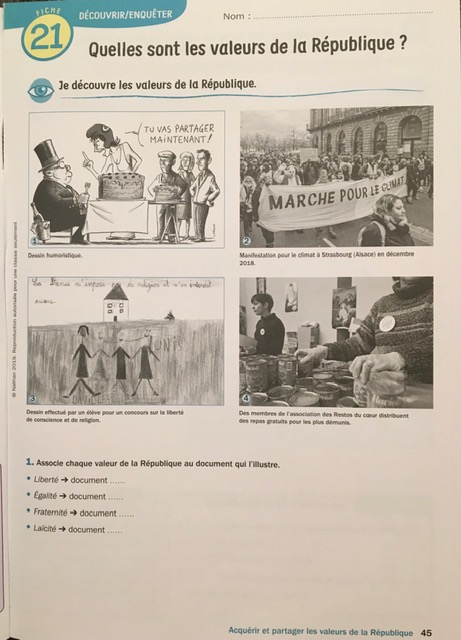 FICHE
21
DÉCOUVRIR/ENQUÊTER
Nom :
Quelles sont les valeurs de la République ?
Je découvre les valeurs de la République.
TU VAS PARTAGER
MAINTENANT!
1
Dessin humoristique.
MARCHE POUR LE CLIMAT
2
Manifestation pour le climat à Strasbourg (Alsace) en décembre
2018.
La France n'impose pas de religion et n'en interdit
aucune.
3
Dessin effectué par un élève pour un concours sur la liberté
de conscience et de religion.
4
Des membres de l'association des Restos du cœur distribuent
des repas gratuits pour les plus démunis.
© Nathan 2019. Reproduction autorisée pour une classe seulement
1. Associe chaque valeur de la République au document qui l'illustre.
• Liberté ➔ document ......
• Égalité ➔ document ......
• Fraternité ➔ document ......
• Laïcité ➔ document ......
Acquérir et partager les valeurs de la République 45